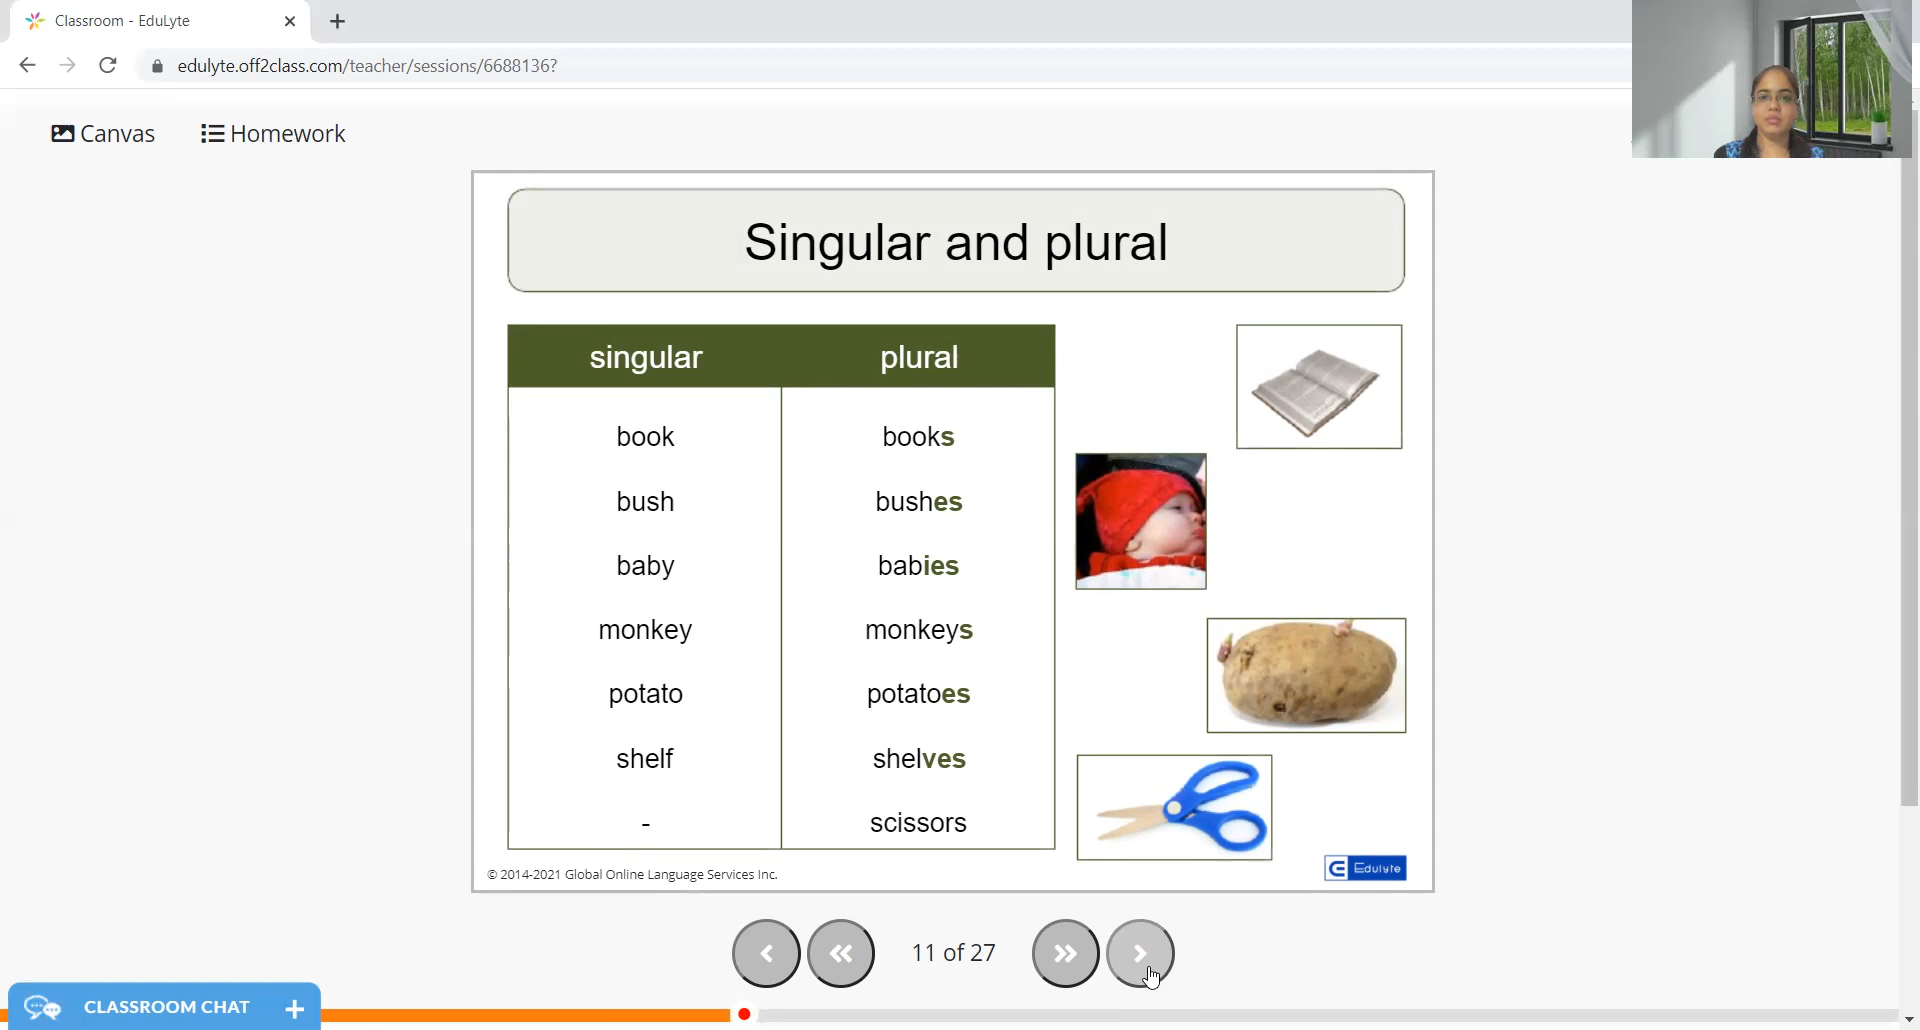 Classroom - EduLyte
edulyte.off2class.com/teacher/sessions/6688136?
Canvas Homework
Singular and plural
singular plural
book books
bush bushes
baby babies
monkey monkeys
potato potatoes
shelf shelves
- scissors
© 2014-2021 Global Online Language Services Inc.
Edulyte
11 of 27
CLASSROOM CHAT +